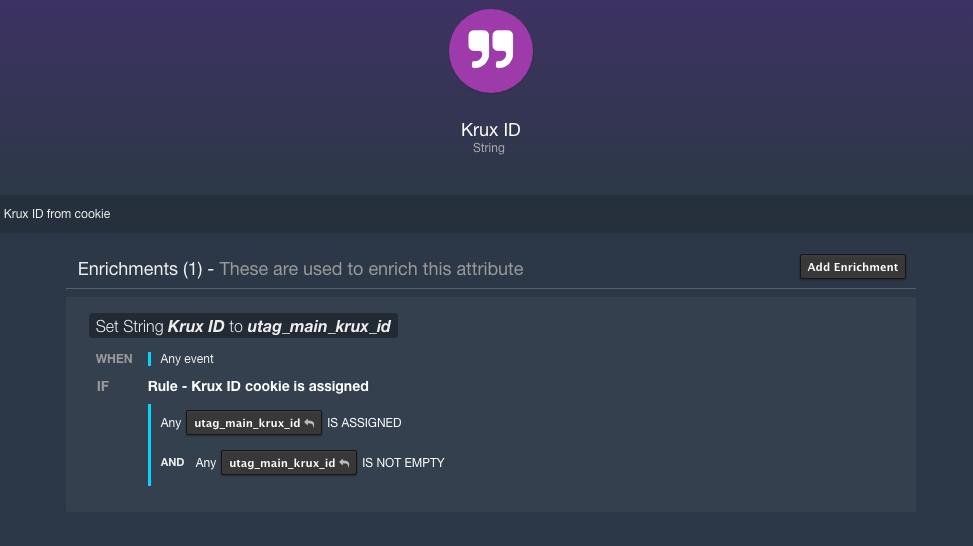 Krux ID
String
Krux ID from cookie
Enrichments (1) - These are used to enrich this attribute
Add Enrichment
Set String Krux ID to utag_main_krux_id
WHEN Any event
IF Rule - Krux ID cookie is assigned
Any utag_main_krux_id IS ASSIGNED
AND Any utag_main_krux_id IS NOT EMPTY